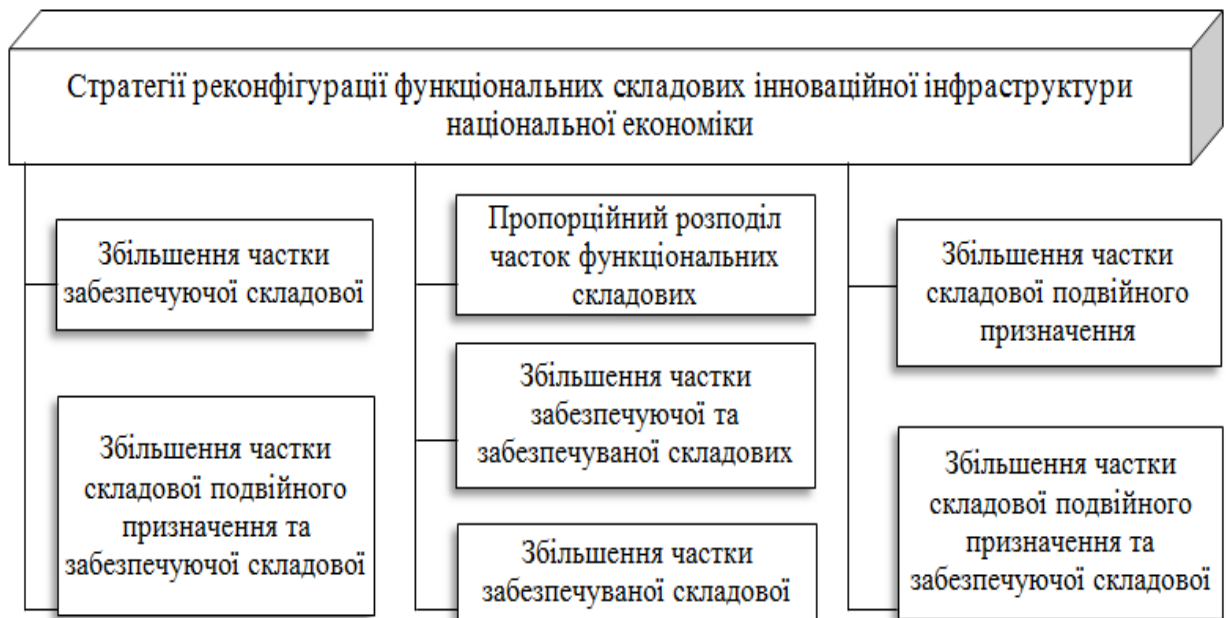 Стратегії реконфігурації функціональних складових інноваційної інфраструктури
національної економіки
Збільшення частки
забезпечуючої складової
Збільшення частки
складової подвійного
призначення та
забезпечуючої складової
Пропорційний розподіл
часток функціональних
складових
Збільшення частки
забезпечуючої та
забезпечуваної складових
Збільшення частки
забезпечуваної складової
Збільшення частки
складової подвійного
призначення
Збільшення частки
складової подвійного
призначення та
забезпечуючої складової